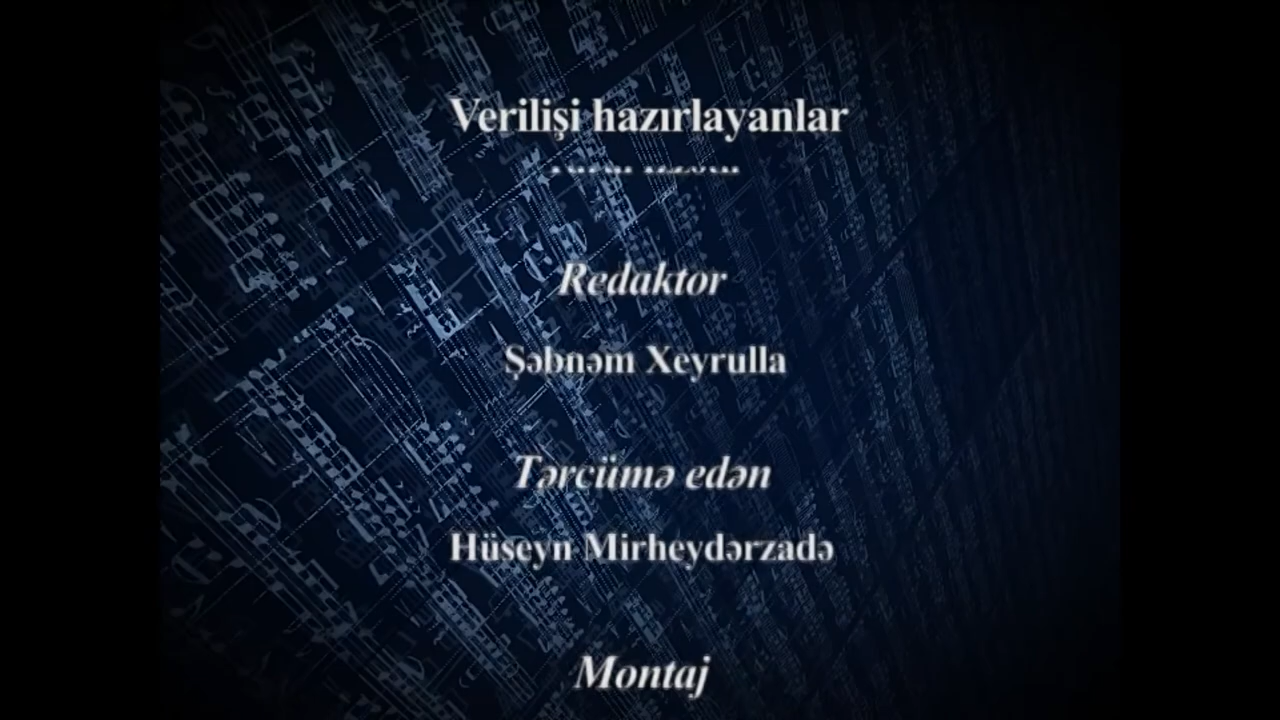 Verilişi hazırlayanlar
Redaktor
Şəbnəm Xeyrulla
Tərcümə edən
Hüseyn Mirheydərzadə
Montaj